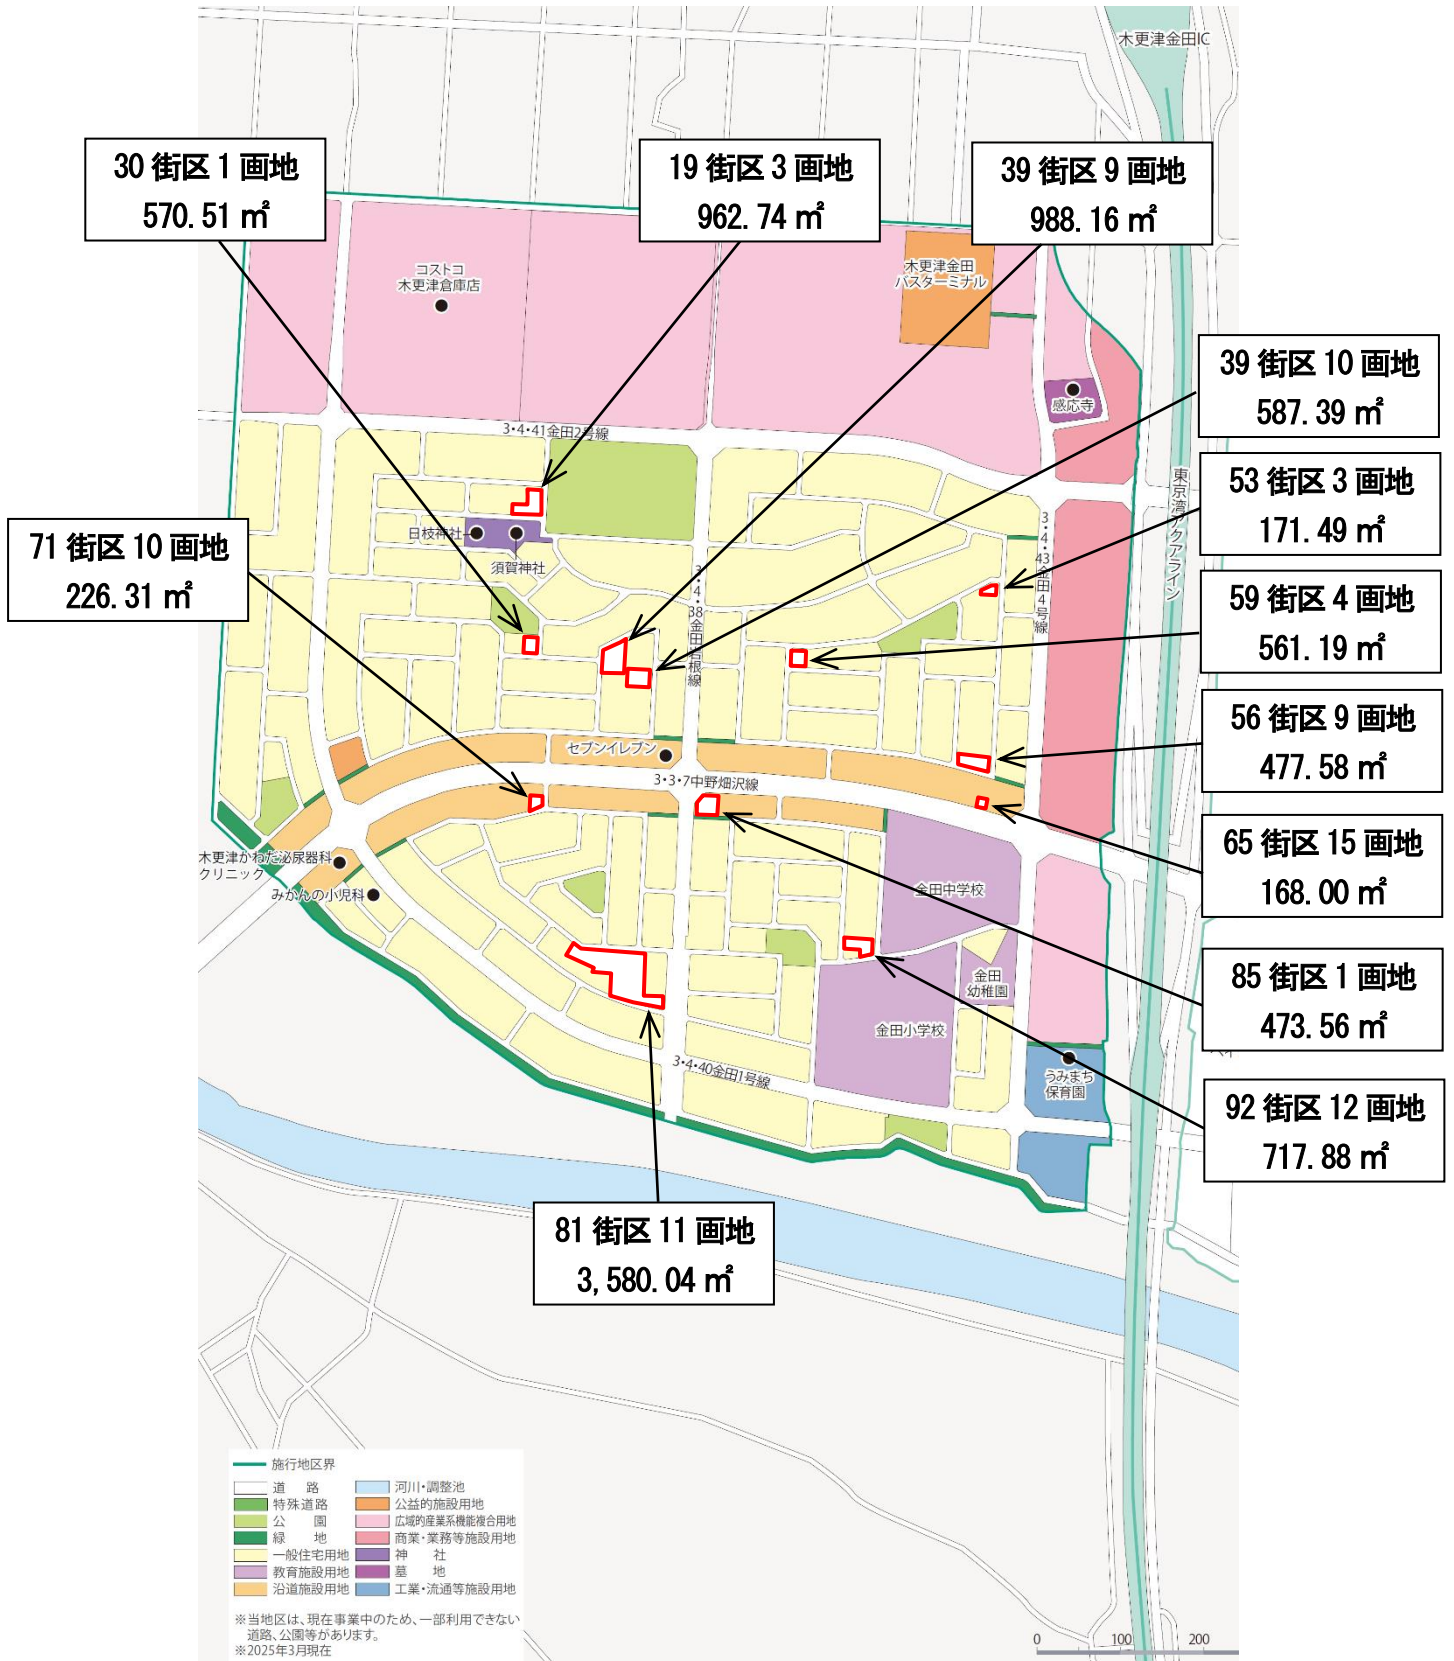 木更津金田IC
30 街区 1 画地
570.51 ㎡
19 街区 3 画地
962.74 ㎡
39 街区 9 画地
988.16 ㎡
コストコ
木更津倉庫店
木更津金田
バスターミナル
39 街区 10 画地
587.39 ㎡
感応寺
3・4・41金田2号線
53 街区 3 画地
171.49 ㎡
東京湾アクアライン
71 街区 10 画地
226.31 ㎡
日枝神社
須賀神社
3・4・43金田4号線
3・4・38金田岩根線
59 街区 4 画地
561.19 ㎡
56 街区 9 画地
477.58 ㎡
セブンイレブン
3・3・7中野畑沢線
65 街区 15 画地
168.00 ㎡
木更津かわだ泌尿器科
クリニック
みかんの小児科
金田中学校
85 街区 1 画地
473.56 ㎡
金田
幼稚園
金田小学校
3・4・40金田1号線
うみまち
保育園
92 街区 12 画地
717.88 ㎡
81 街区 11 画地
3,580.04 ㎡
施行地区界
道　路
河川・調整池
特殊道路
公益的施設用地
公　園
広域的産業系機能複合用地
緑　地
商業・業務等施設用地
一般住宅用地
神　社
教育施設用地
墓　地
沿道施設用地
工業・流通等施設用地
※当地区は、現在事業中のため、一部利用できない
道路、公園等があります。
※2025年3月現在
0 100 200